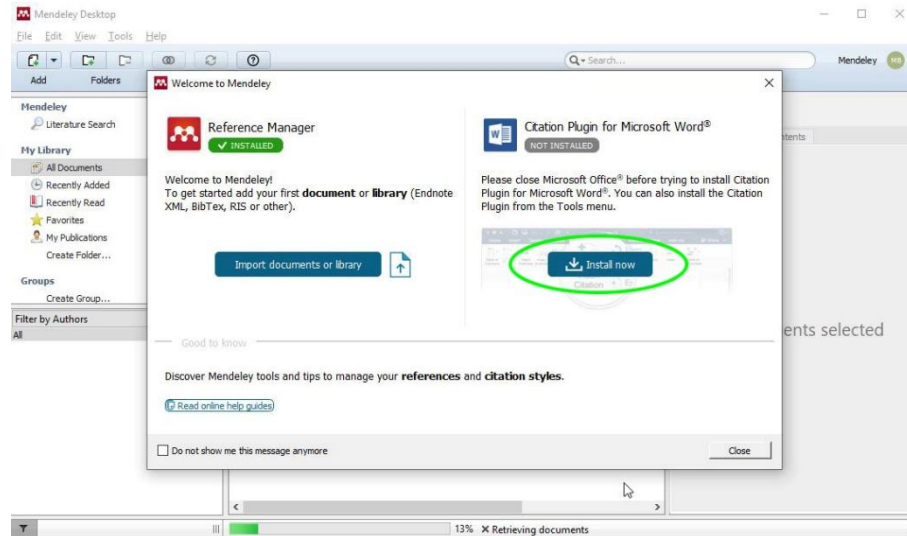 Mendeley Desktop
File Edit View Tools Help
Search...
Mendeley
Add Folders
Mendeley
Literature Search
My Library
All Documents
Recently Added
Recently Read
Favorites
My Publications
Create Folder...
Groups
Create Group...
Filter by Authors
All
Welcome to Mendeley
Reference Manager
INSTALLED
Welcome to Mendeley!
To get started add your first document or library (Endnote
XML, BibTex, RIS or other).
Import documents or library
Citation Plugin for Microsoft Word®
NOT INSTALLED
Please close Microsoft Office® before trying to install Citation
Plugin for Microsoft Word®. You can also install the Citation
Plugin from the Tools menu.
Install now
Citation
Good to know
Discover Mendeley tools and tips to manage your references and citation styles.
Read online help guides
Do not show me this message anymore
Close
ents selected
13% Retrieving documents